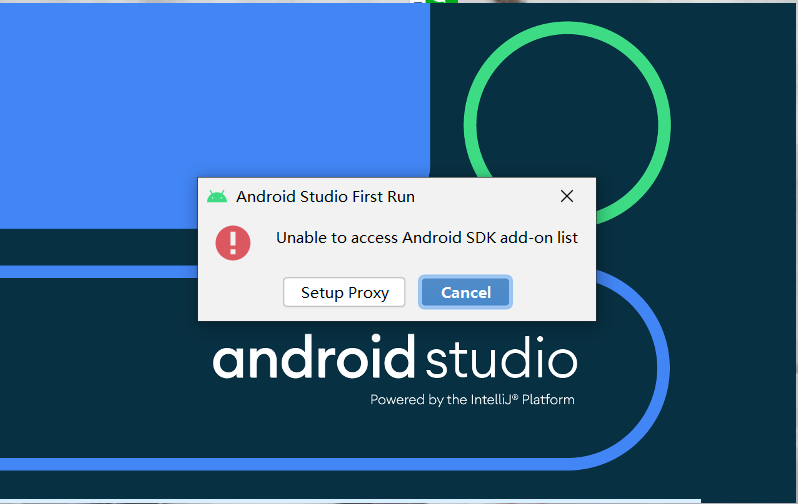 Android Studio First Run
Unable to access Android SDK add-on list
Setup Proxy
Cancel
android studio
Powered by the IntelliJ® Platform